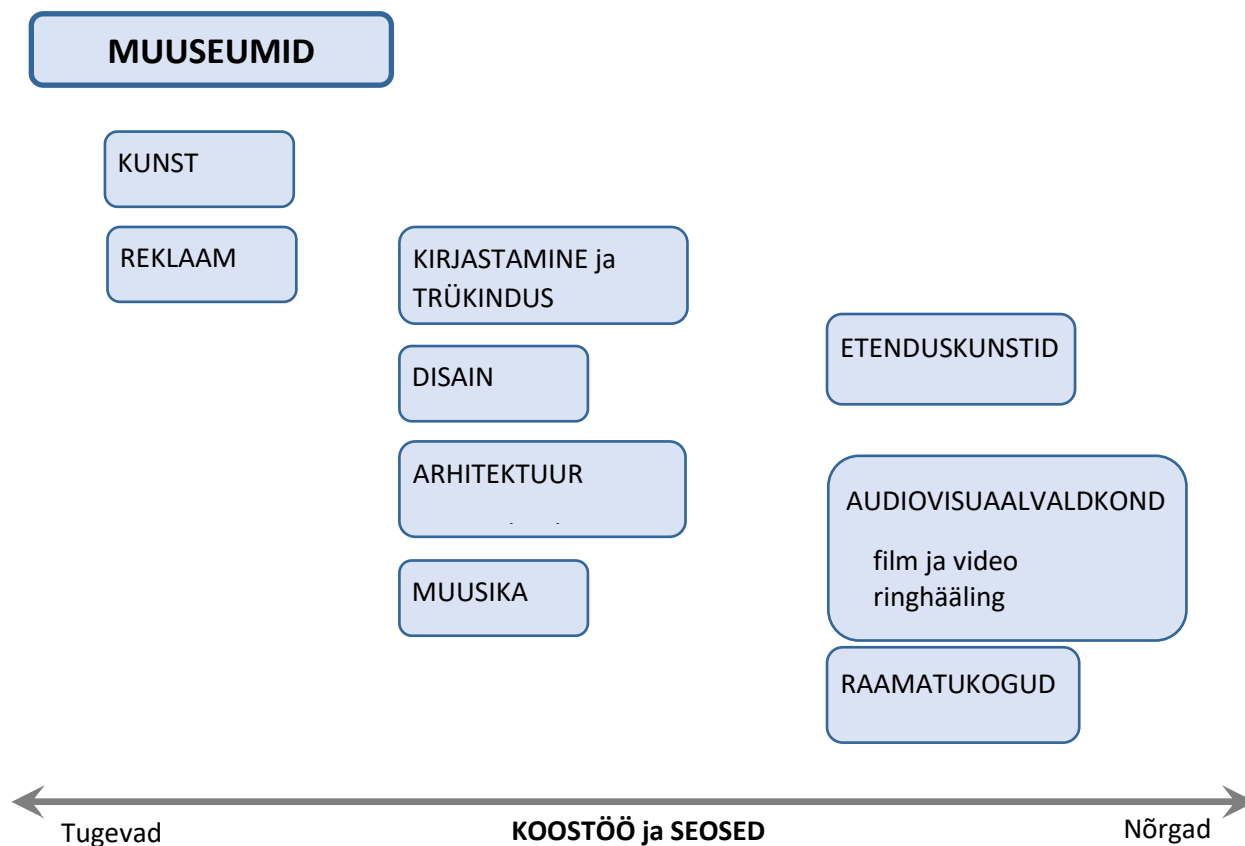 MUUSEUMID
KUNST
REKLAAM
KIRJASTAMINE ja
TRÜKINDUS
DISAIN
ARHITEKTUUR
MUUSIKA
ETENDUSKUNSTID
AUDIOVISUAALVALDKOND
film ja video
ringhääling
RAAMATUKOGUD
Tugevad
KOOSTÖÖ ja SEOSED
Nõrgad